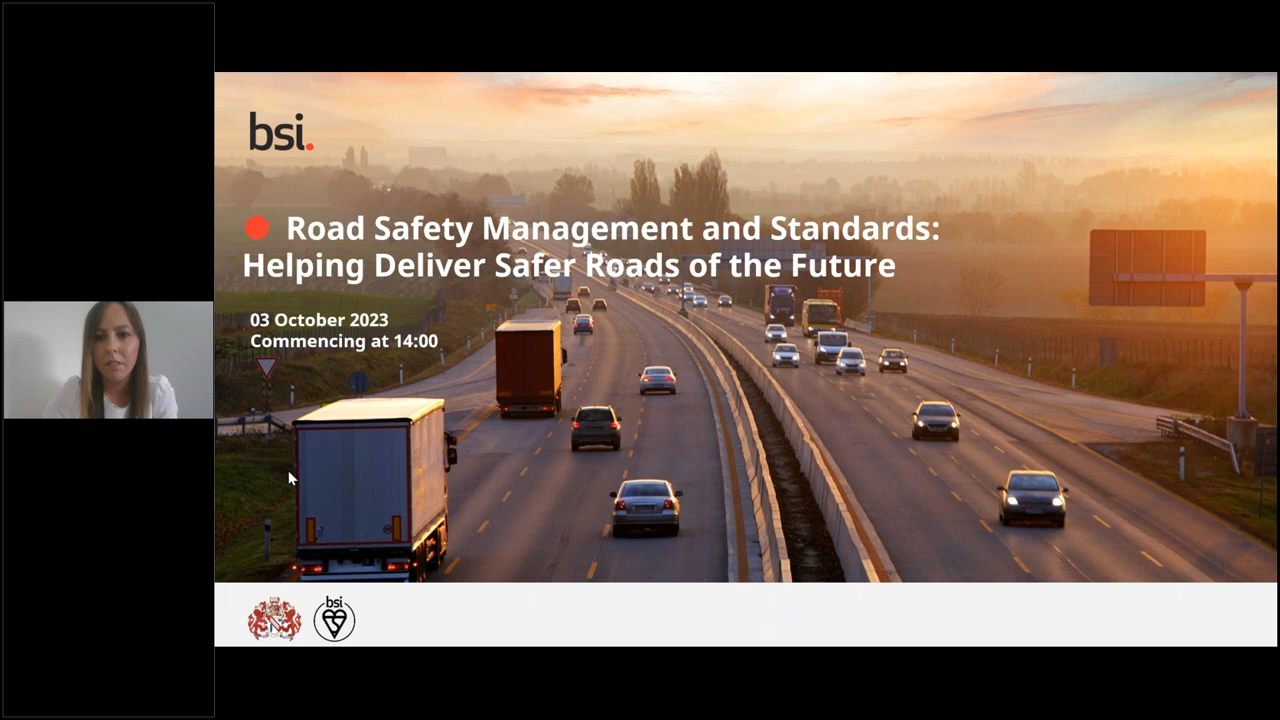 bsi.
Road Safety Management and Standards:
Helping Deliver Safer Roads of the Future
03 October 2023
Commencing at 14:00
bsi